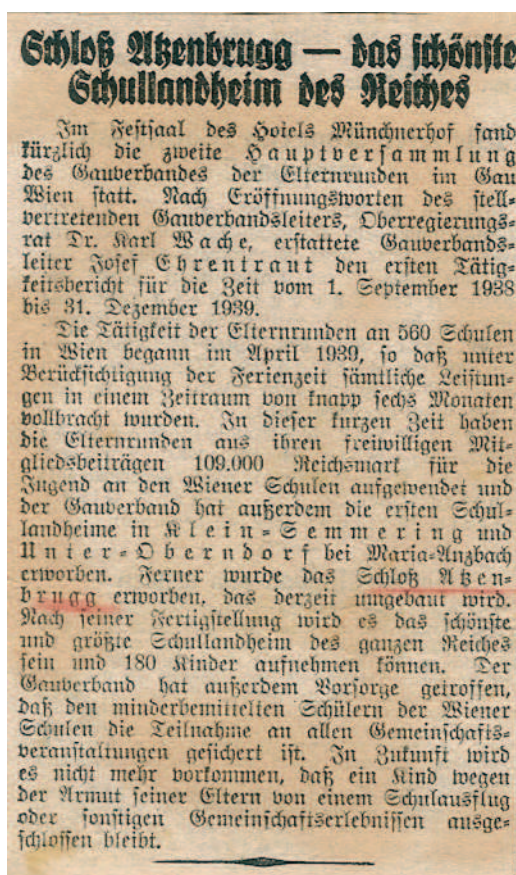 Schloß Atzenbrugg — das schönste
Schullandheim des Reiches
Im Festsaal des Hotels Münchnerhof fand
kürzlich die zweite Hauptversammlung
des Gauverbandes der Elternrunden im Gau
Wien statt. Nach Eröffnungsworten des stell-
vertretenden Gauverbandsleiters, Oberregierungs-
rat Dr. Karl Wache, erstattete Gauverbands-
leiter Josef Ehrentraut den ersten Tätig-
keitsbericht für die Zeit vom 1. September 1938
bis 31. Dezember 1939.
Die Tätigkeit der Elternrunden an 560 Schulen
in Wien begann im April 1939, so daß unter
Berücksichtigung der Ferienzeit sämtliche Leistun-
gen in einem Zeitraum von knapp sechs Monaten
vollbracht wurden. In dieser kurzen Zeit haben
die Elternrunden aus ihren freiwilligen Mit-
gliedsbeiträgen 109.000 Reichsmark für die
Jugend an den Wiener Schulen aufgewendet und
der Gauverband hat außerdem die ersten Schul-
landheime in Klein-Semmering und
Unter-Oberndorf bei Maria-Anzbach
erworben. Ferner wurde das Schloß Atzen-
brugg erworben, das derzeit umgebaut wird.
Nach seiner Fertigstellung wird es das schönste
und größte Schullandheim des ganzen Reiches
sein und 180 Kinder aufnehmen können. Der
Gauverband hat außerdem Vorsorge getroffen,
daß den minderbemittelten Schülern der Wiener
Schulen die Teilnahme an allen Gemeinschafts-
veranstaltungen gesichert ist. In Zukunft wird
es nicht mehr vorkommen, daß ein Kind wegen
der Armut seiner Eltern von einem Schulausflug
oder sonstigen Gemeinschaftserlebnissen ausge-
schlossen bleibt.